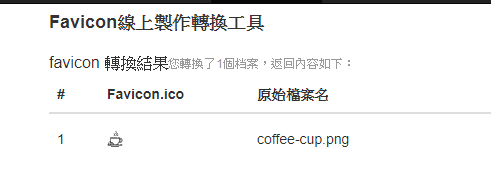 Favicon線上製作轉換工具
favicon 轉換結果您轉換了1個檔案，返回內容如下：
# Favicon.ico 原始檔案名
1 coffee-cup.png